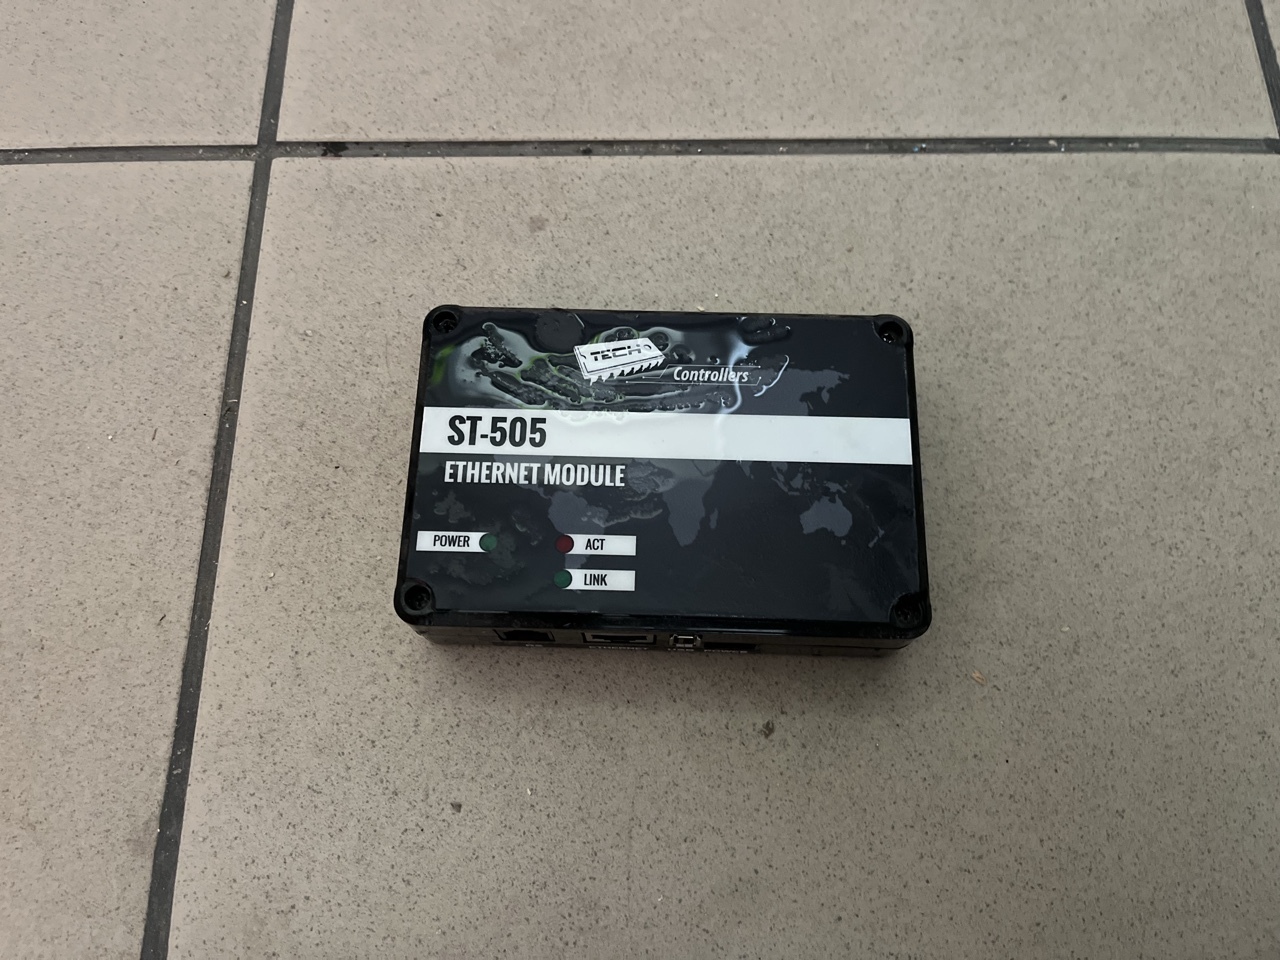 TECH
Controllers
ST-505
ETHERNET MODULE
POWER
ACT
LINK